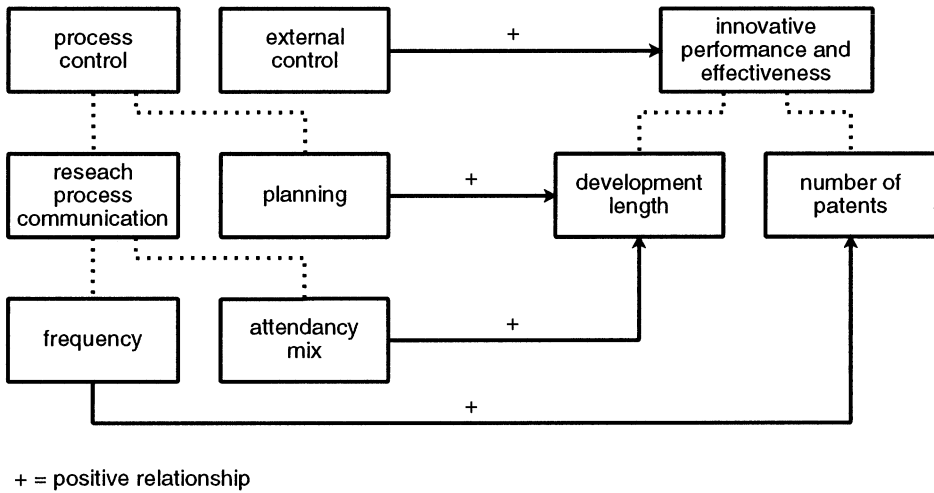 process
control
external
control
+
innovative
performance and
effectiveness
reseach
process
communication
planning
+
development
length
number of
patents
frequency
attendancy
mix
+
+
+ = positive relationship